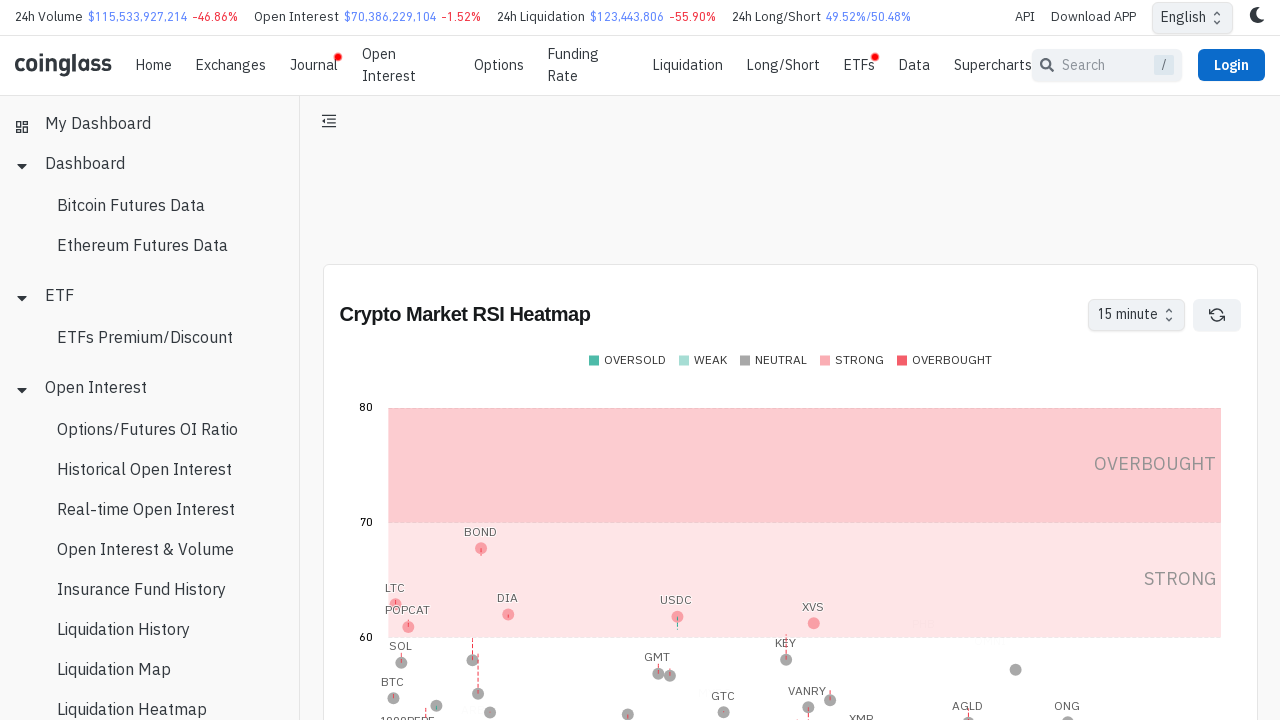 24h Volume $115,533,927,214 -46.86% Open Interest $70,386,229,104 -1.52% 24h Liquidation $123,443,806 -55.90% 24h Long/Short 49.52%/50.48% API Download APP English
coinglass Home Exchanges Journal Open Interest Options Funding Rate Liquidation Long/Short ETFs Data Supercharts Search / Login
My Dashboard
Dashboard
Bitcoin Futures Data
Ethereum Futures Data
ETF
ETFs Premium/Discount
Open Interest
Options/Futures OI Ratio
Historical Open Interest
Real-time Open Interest
Open Interest & Volume
Insurance Fund History
Liquidation History
Liquidation Map
Liquidation Heatmap
Crypto Market RSI Heatmap 15 minute
OVERSOLD WEAK NEUTRAL STRONG OVERBOUGHT
80
OVERBOUGHT
70
BOND
STRONG
LTC
DIA
USDC
POPCAT
XVS
60
KEY
SOL
GMT
BTC
VANRY
GTC
AGLD
ONG
1000PEPE
XMR